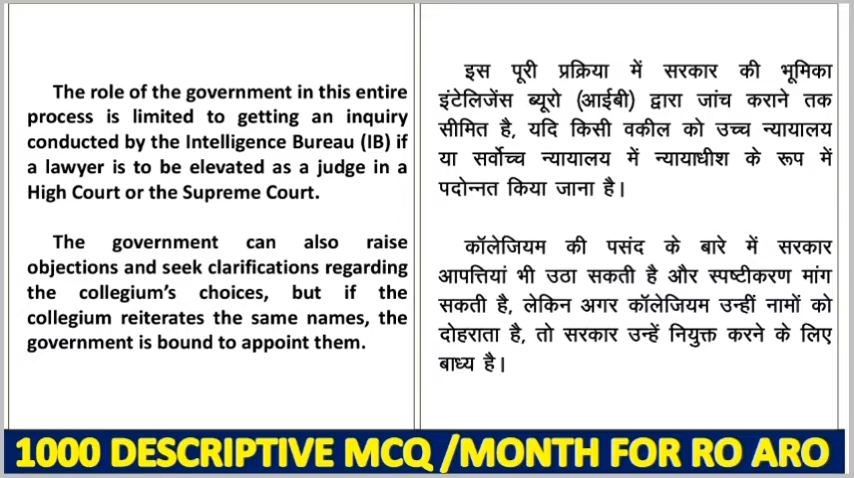 The role of the government in this entire
process is limited to getting an inquiry
conducted by the Intelligence Bureau (IB) if
a lawyer is to be elevated as a judge in a
High Court or the Supreme Court.
The government can also raise
objections and seek clarifications regarding
the collegium's choices, but if the
collegium reiterates the same names, the
government is bound to appoint them.
इस पूरी प्रक्रिया में सरकार की भूमिका
इंटेलिजेंस ब्यूरो (आईबी) द्वारा जांच कराने तक
सीमित है, यदि किसी वकील को उच्च न्यायालय
या सर्वोच्च न्यायालय में न्यायाधीश के रूप में
पदोन्नत किया जाना है।
कॉलेजियम की पसंद के बारे में सरकार
आपत्तियां भी उठा सकती है और स्पष्टीकरण मांग
सकती है, लेकिन अगर कॉलेजियम उन्हीं नामों को
दोहराता है, तो सरकार उन्हें नियुक्त करने के लिए
बाध्य है।
1000 DESCRIPTIVE MCQ /MONTH FOR RO ARO